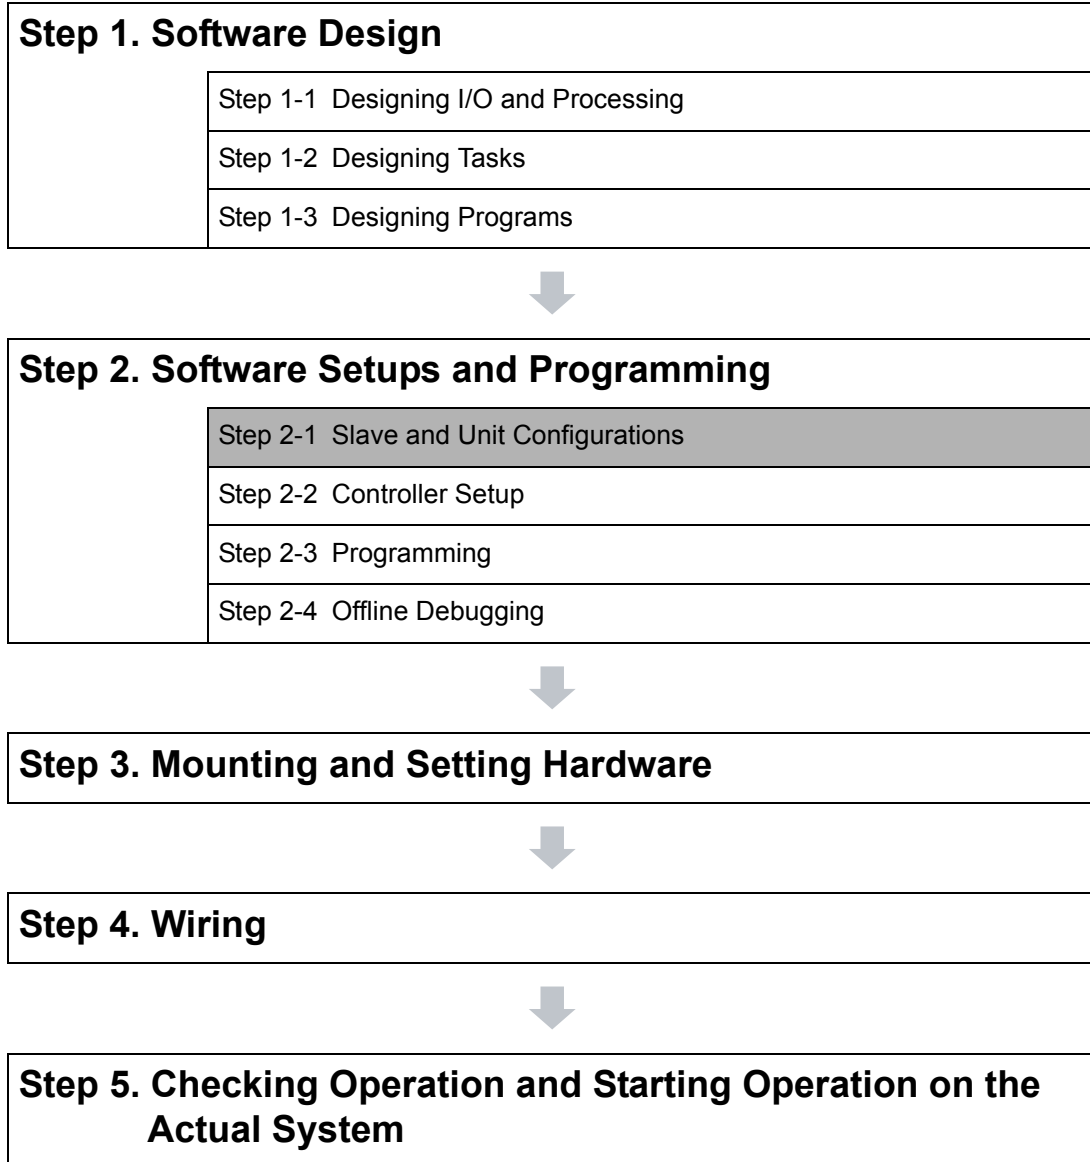 Step 1. Software Design
Step 1-1 Designing I/O and Processing
Step 1-2 Designing Tasks
Step 1-3 Designing Programs
Step 2. Software Setups and Programming
Step 2-1 Slave and Unit Configurations
Step 2-2 Controller Setup
Step 2-3 Programming
Step 2-4 Offline Debugging
Step 3. Mounting and Setting Hardware
Step 4. Wiring
Step 5. Checking Operation and Starting Operation on the
Actual System